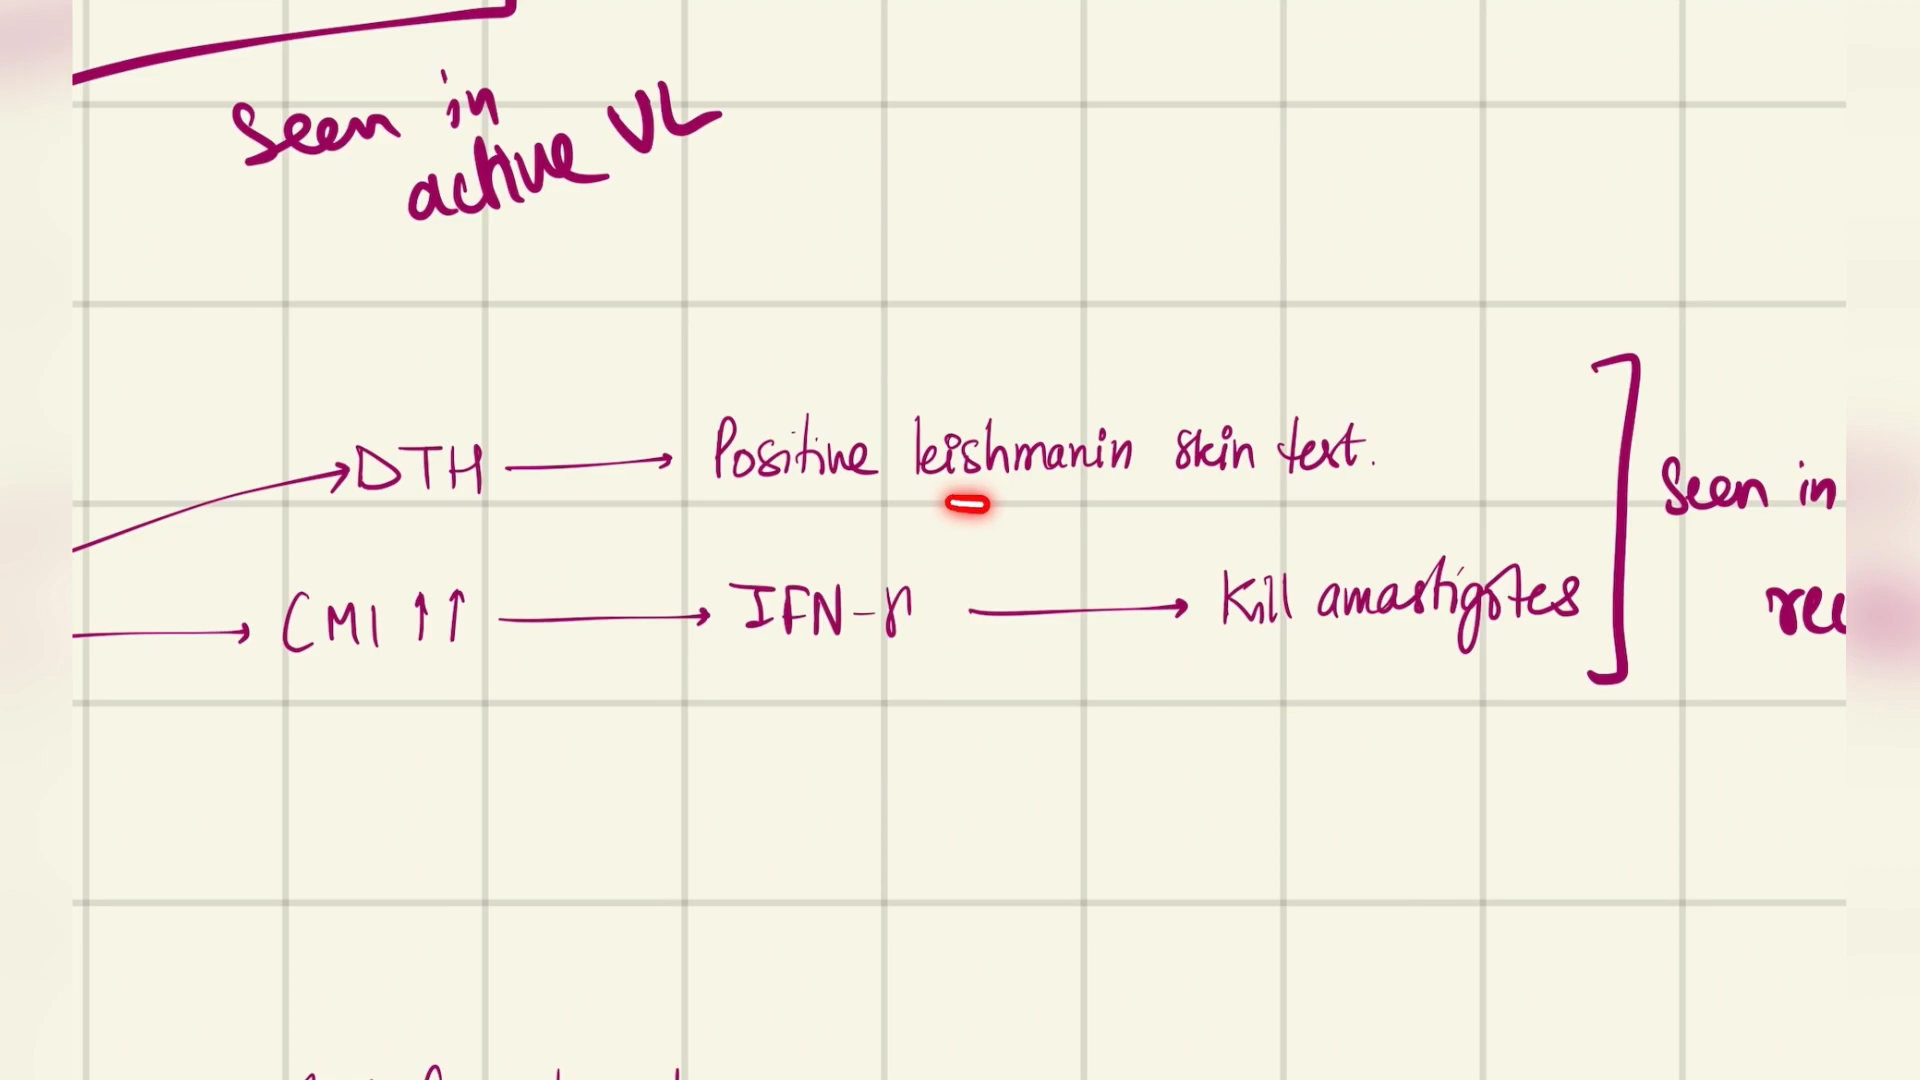 Seen in
active VL
DTH → Positive leishmanin skin test.
CMI ↑↑ → IFN-γ → Kill amastigotes
Seen in